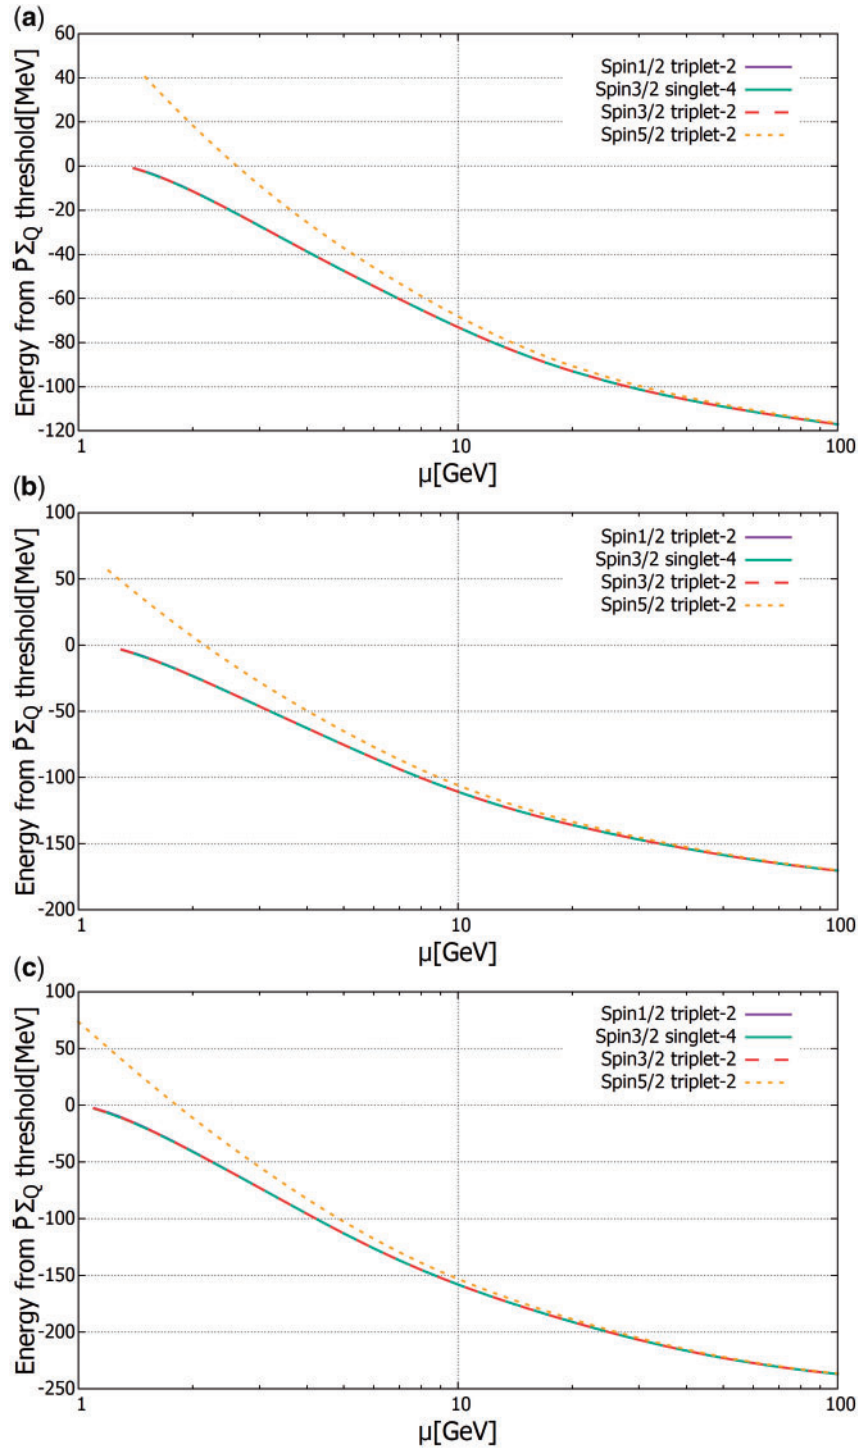 (a)
60
40
20
0
-20
-40
-60
-80
-100
-120
Energy from P̄Σ_Q threshold[MeV]
Spin1/2 triplet-2
Spin3/2 singlet-4
Spin3/2 triplet-2
Spin5/2 triplet-2
1 10 100
μ[GeV]
(b)
100
50
0
-50
-100
-150
-200
Energy from P̄Σ_Q threshold[MeV]
Spin1/2 triplet-2
Spin3/2 singlet-4
Spin3/2 triplet-2
Spin5/2 triplet-2
1 10 100
μ[GeV]
(c)
100
50
0
-50
-100
-150
-200
-250
Energy from P̄Σ_Q threshold[MeV]
Spin1/2 triplet-2
Spin3/2 singlet-4
Spin3/2 triplet-2
Spin5/2 triplet-2
1 10 100
μ[GeV]